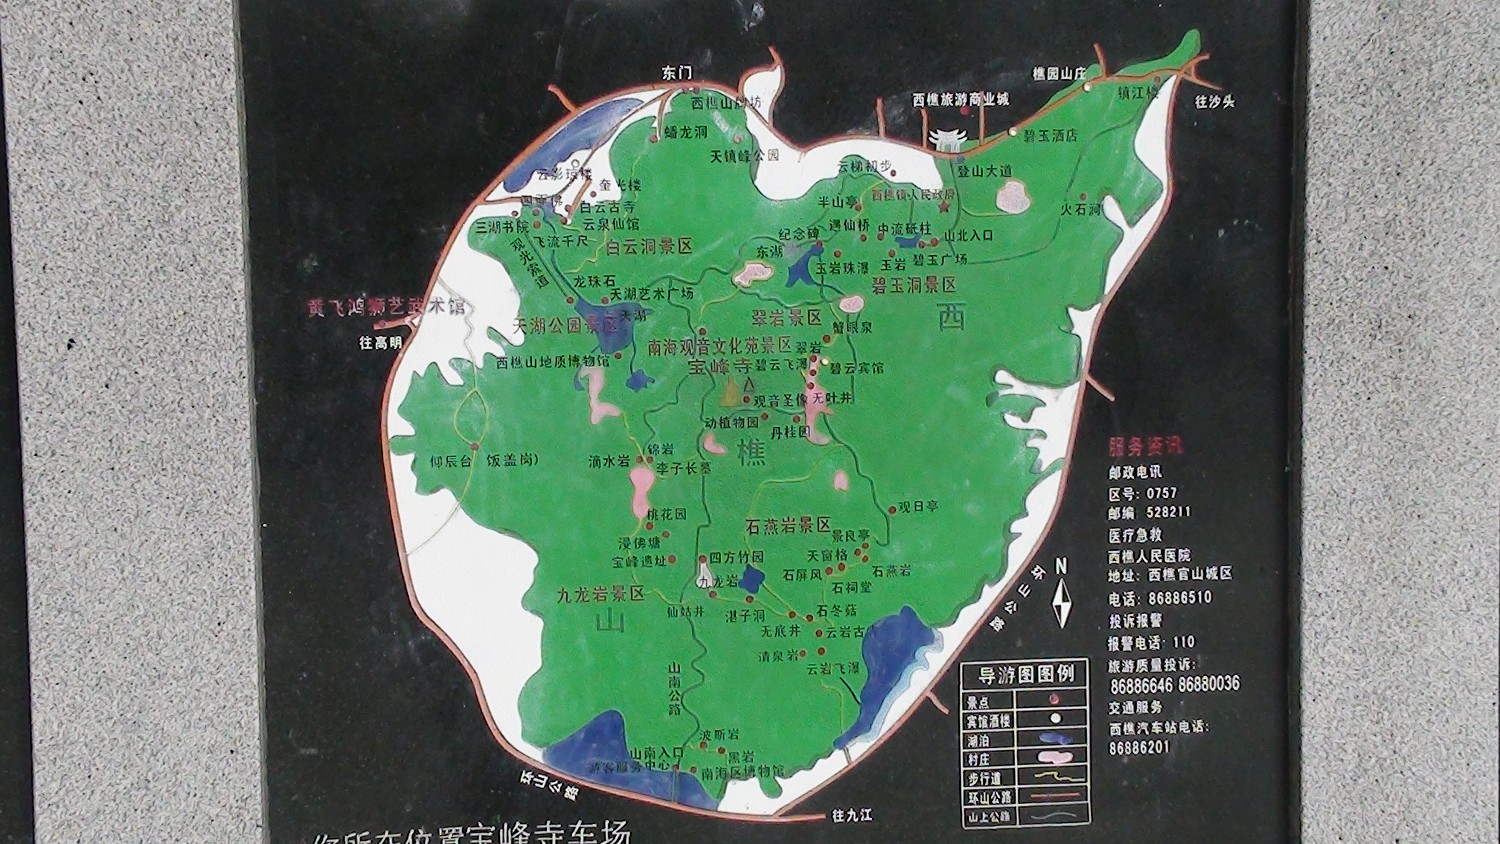 东门
西樵山牌坊
樵园山庄
镇江楼
往沙头
西樵旅游商业城
蟠龙洞
天镇峰公园
碧玉酒店
云影琼楼
奎光楼
云梯初步
登山大道
西樵镇人民政府
白云古寺
半山亭
火石洞
三湖书院
云泉仙馆
遇仙桥
中流砥柱
山北入口
飞流千尺
白云洞景区
纪念碑
东湖
观光索道
玉岩珠瀑
玉岩
碧玉广场
龙珠石
天湖艺术广场
碧玉洞景区
黄飞鸿狮艺武术馆
天湖公园景区
天湖
翠岩景区
西
蟹眼泉
往高明
南海观音文化苑景区
翠岩
西樵山地质博物馆
宝峰寺
碧云飞瀑
碧云宾馆
观音圣像
无叶井
动植物园
丹桂园
樵
仰辰台
饭盖岗)
滴水岩
锦岩
李子长墓
桃花园
观日亭
石燕岩景区
浸佛塘
景良亭
宝峰遗址
四方竹园
天窗格
石屏风
石燕岩
九龙岩
石祠堂
九龙岩景区
仙姑井
湛子洞
石冬菇
山
无底井
云岩古
清泉岩
云岩飞瀑
山南公路
波斯岩
山南入口
黑岩
游客服务中心
南海区博物馆
环山公路
往九江
环山公路
N
服务资讯
邮政电讯
区号: 0757
邮编 528211
医疗急救
西樵人民医院
地址: 西樵官山城区
电话: 86886510
投诉报警
报警电话: 110
旅游质量投诉:
86886646 86880036
交通服务
西樵汽车站电话:
86886201
导游图图例
景点
宾馆酒楼
湖泊
村庄
步行道
环山公路
山上公路
你所在位置宝峰寺车场